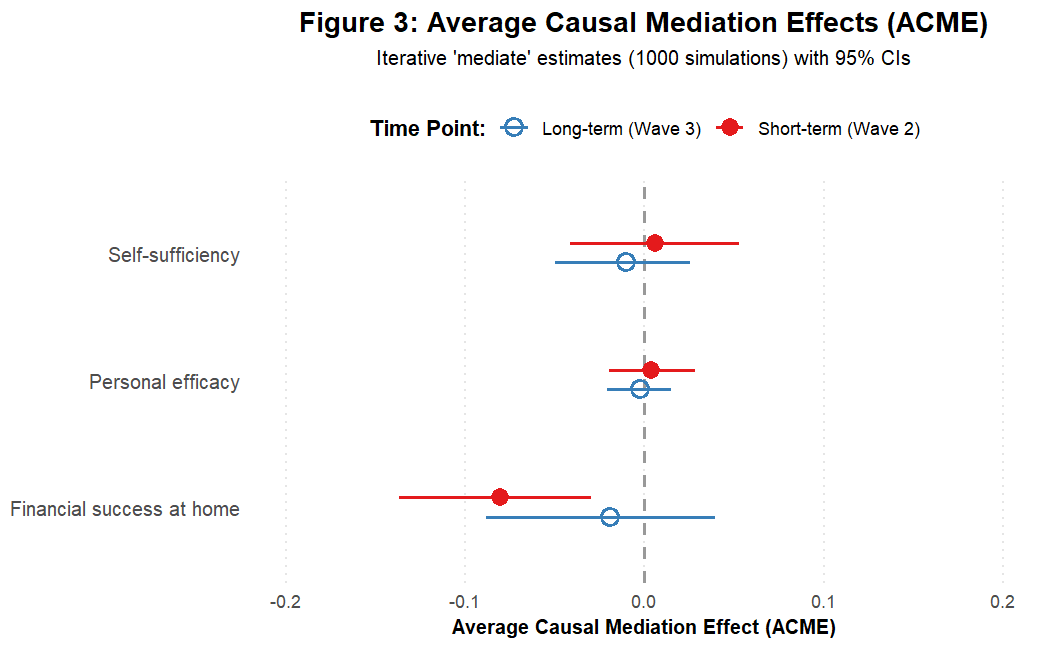 Figure 3: Average Causal Mediation Effects (ACME)
Iterative 'mediate' estimates (1000 simulations) with 95% CIs
Time Point: Long-term (Wave 3) Short-term (Wave 2)
Self-sufficiency
Personal efficacy
Financial success at home
-0.2 -0.1 0.0 0.1 0.2
Average Causal Mediation Effect (ACME)